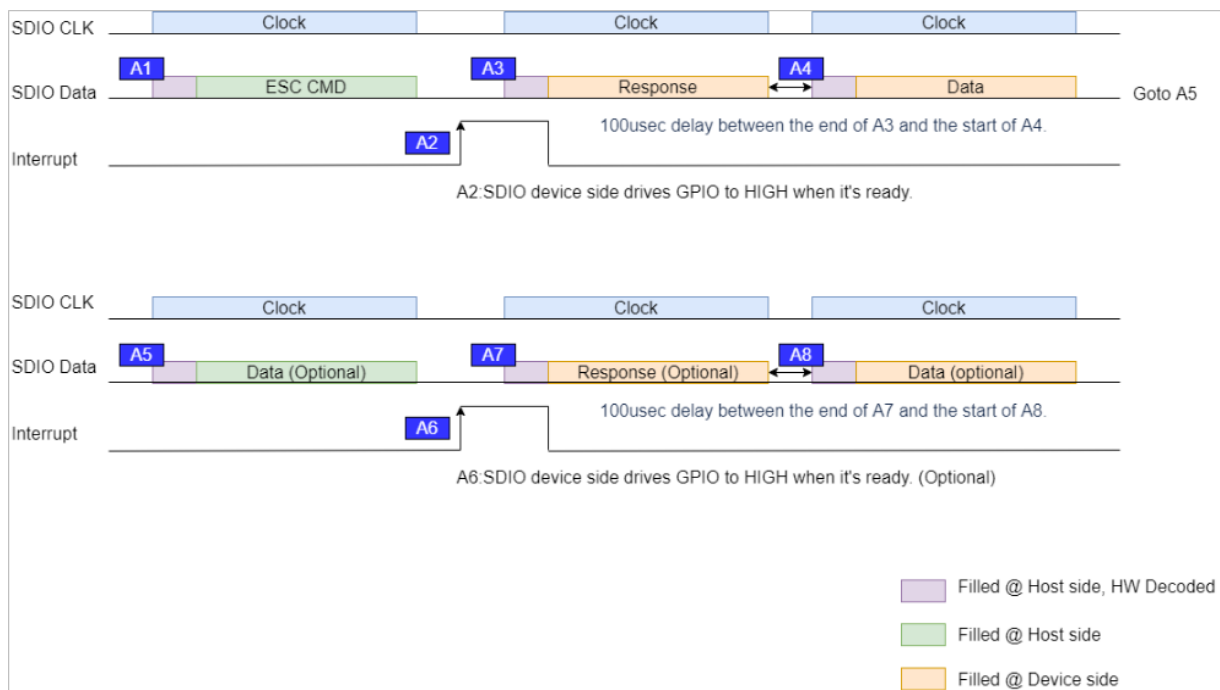 SDIO CLK
Clock
Clock
Clock
A1
A3
A4
SDIO Data
ESC CMD
Response
Data
Goto A5
100usec delay between the end of A3 and the start of A4.
A2
Interrupt
A2:SDIO device side drives GPIO to HIGH when it's ready.
SDIO CLK
Clock
Clock
Clock
A5
A7
A8
SDIO Data
Data (Optional)
Response (Optional)
Data (optional)
100usec delay between the end of A7 and the start of A8.
A6
Interrupt
A6:SDIO device side drives GPIO to HIGH when it's ready. (Optional)
Filled @ Host side, HW Decoded
Filled @ Host side
Filled @ Device side